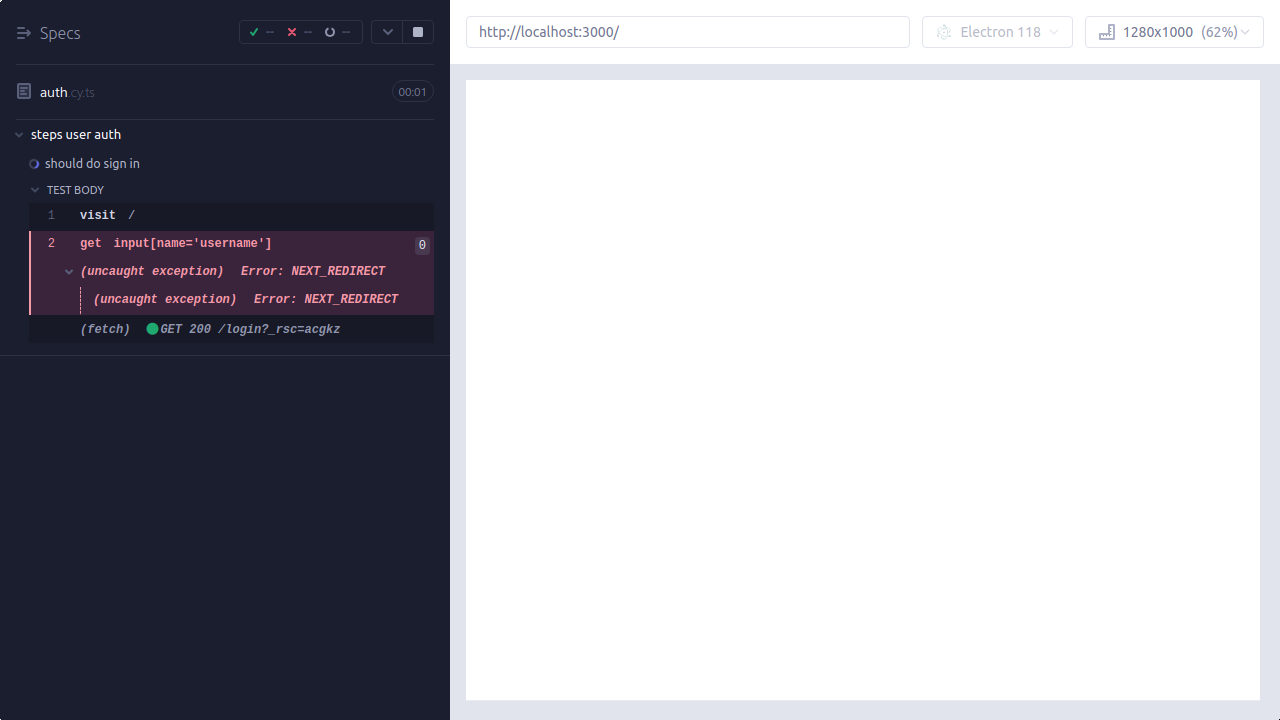 Specs
-- -- --
auth.cy.ts
00:01
steps user auth
should do sign in
TEST BODY
1 visit /
2 get input[name='username'] 0
(uncaught exception) Error: NEXT_REDIRECT
(uncaught exception) Error: NEXT_REDIRECT
(fetch) GET 200 /login?_rsc=acgkz
http://localhost:3000/
Electron 118
1280x1000 (62%)